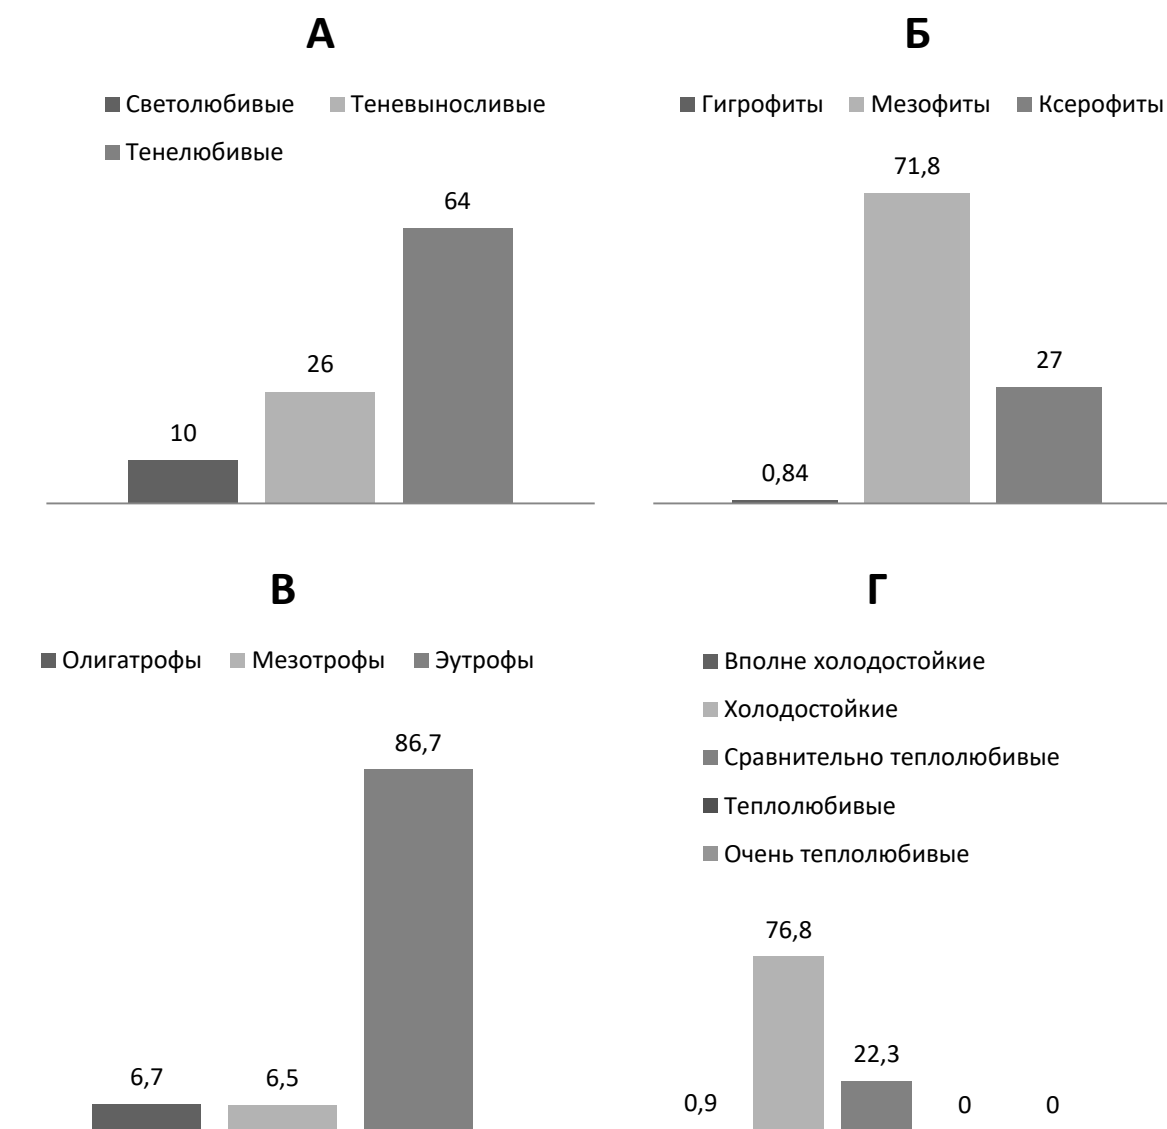 А
Светолюбивые Теневыносливые
Тенелюбивые
64
26
10
Б
Гигрофиты Мезофиты Ксерофиты
71,8
27
0,84
В
Олигатрофы Мезотрофы Эутрофы
86,7
6,7 6,5
Г
Вполне холодостойкие
Холодостойкие
Сравнительно теплолюбивые
Теплолюбивые
Очень теплолюбивые
76,8
22,3
0,9 0 0